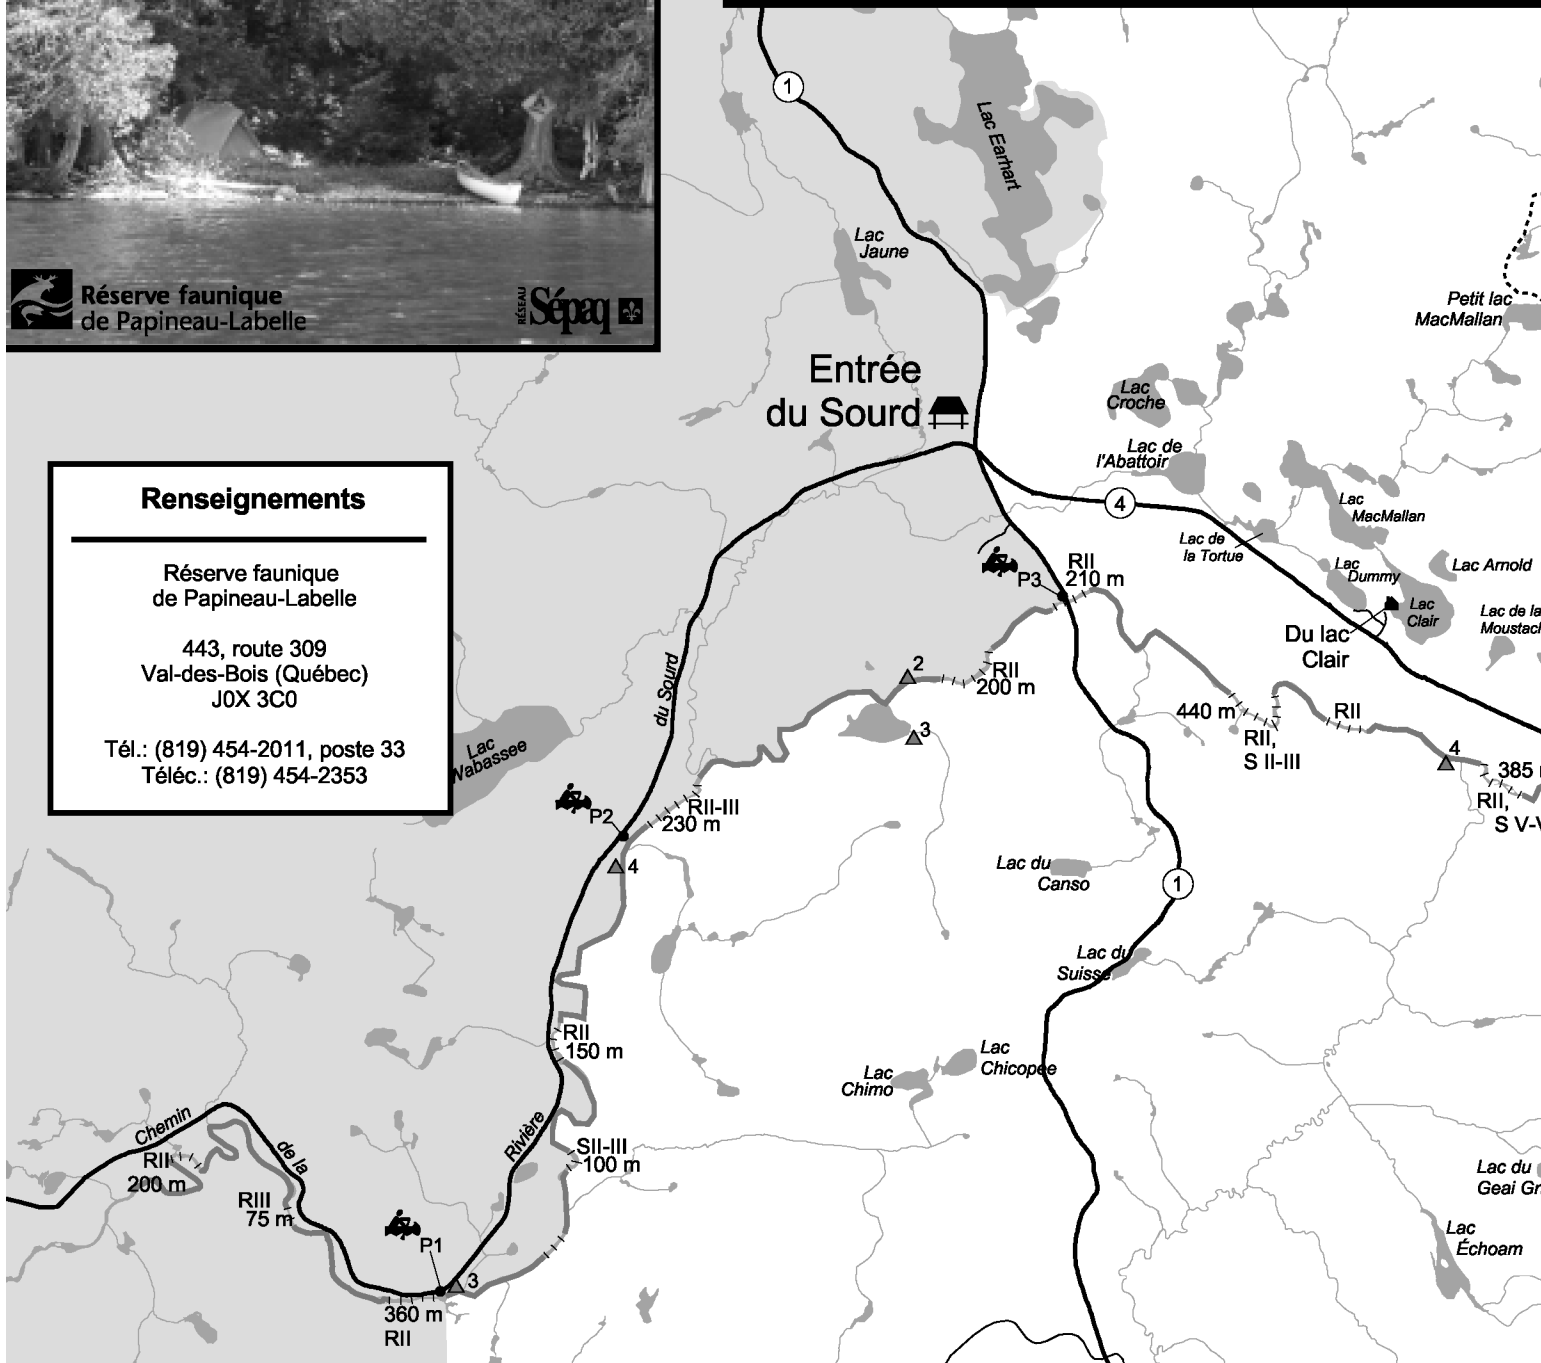 Réserve faunique
de Papineau-Labelle
RÉSEAU
Sépaq
Renseignements
Réserve faunique
de Papineau-Labelle
443, route 309
Val-des-Bois (Québec)
J0X 3C0
Tél.: (819) 454-2011, poste 33
Téléc.: (819) 454-2353
1
Lac Earhart
Lac
Jaune
Petit lac
MacMallan
Entrée
du Sourd
Lac
Croche
Lac de
l'Abattoir
4
Lac
MacMallan
Lac de
la Tortue
Lac
Dummy
Lac Arnold
Lac
Clair
Lac de la
Du lac
Clair
P3
RII
210 m
2
RII
200 m
3
du Sourd
Lac
Wabassee
440 m
RII,
S II-III
RII
4
385
RII,
P2
RII-III
230 m
4
Lac du
Canso
1
Lac du
Suisse
RII
150 m
Lac
Chicopee
Lac
Chimo
Chemin
de la
Rivière
SII-III
100 m
RII
200 m
RIII
75 m
P1
3
360 m
RII
Lac du
Geai
Lac
Échoam